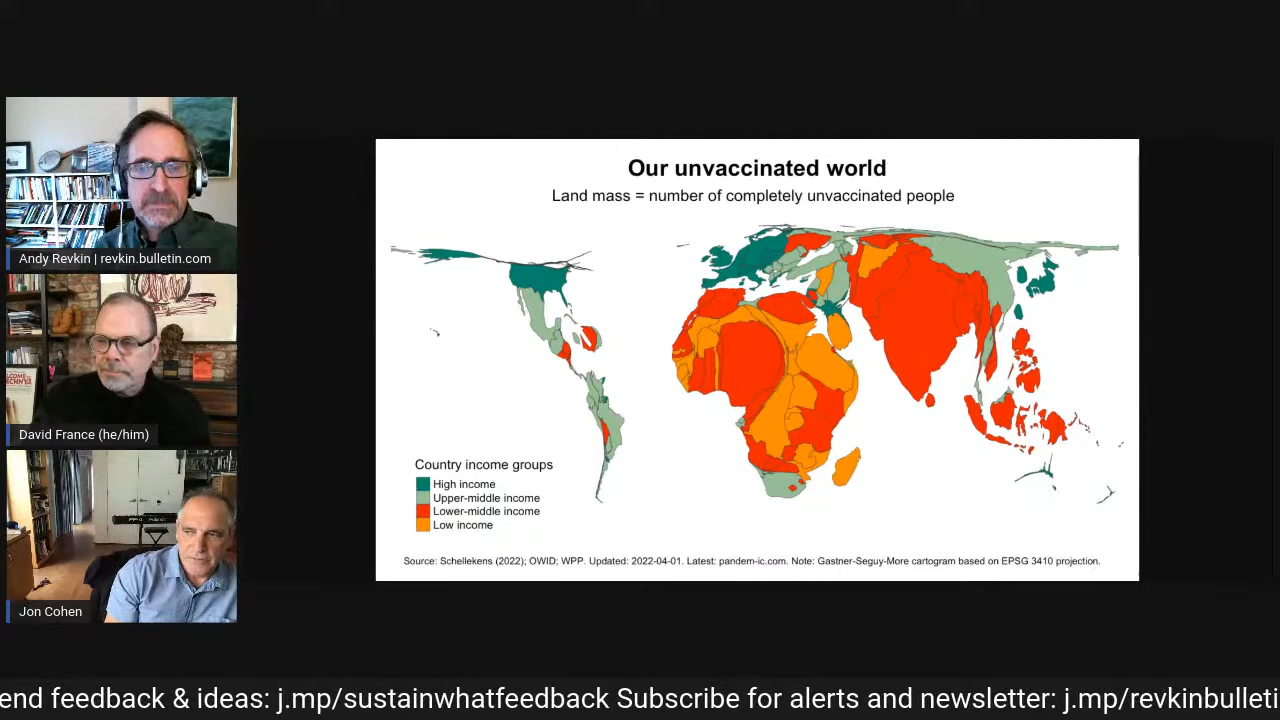 Andy Revkin | revkin.bulletin.com
David France (he/him)
Jon Cohen
Our unvaccinated world
Land mass = number of completely unvaccinated people
Country income groups
High income
Upper-middle income
Lower-middle income
Low income
Source: Schellekens (2022); OWID; WPP. Updated: 2022-04-01. Latest: pandem-ic.com. Note: Gastner-Seguy-More cartogram based on EPSG 3410 projection.
end feedback & ideas: j.mp/sustainwhatfeedback Subscribe for alerts and newsletter: j.mp/revkinbulleti